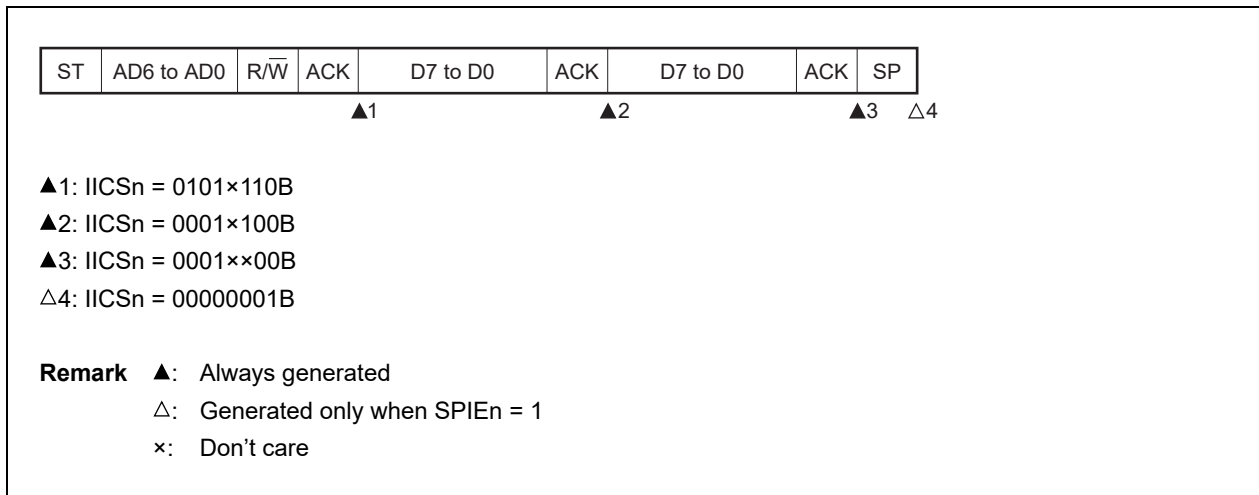 ST AD6 to AD0 R/W̅ ACK D7 to D0 ACK D7 to D0 ACK SP
▲1 ▲2 ▲3 △4
▲1: IICSn = 0101×110B
▲2: IICSn = 0001×100B
▲3: IICSn = 0001××00B
△4: IICSn = 00000001B
Remark ▲: Always generated
△: Generated only when SPIEn = 1
×: Don't care